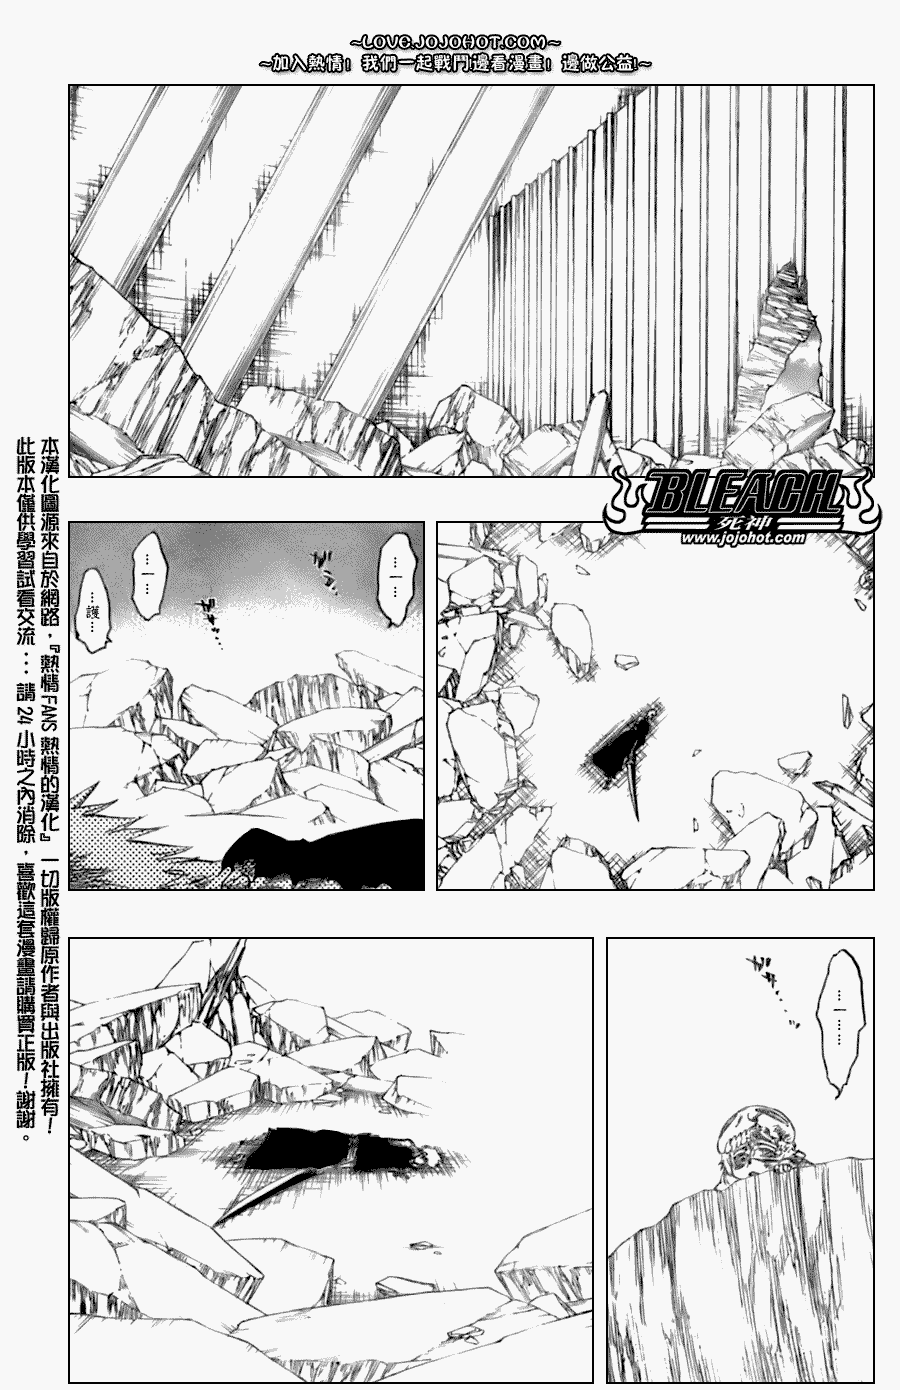 ~LOVE.JOJOHOT.COM~
~加入熱情！我們一起戰鬥邊看漫畫！邊做公益!~
BLEACH
死神
www.jojohot.com
…一…
…一…
…護…
…一……
本漢化圖源來自於網路，『熱情FANS熱情的漢化』一切版權歸原作者與出版社擁有！
此版本僅供學習試看交流…請24小時之內消除，喜歡這套漫畫請購買正版！謝謝。